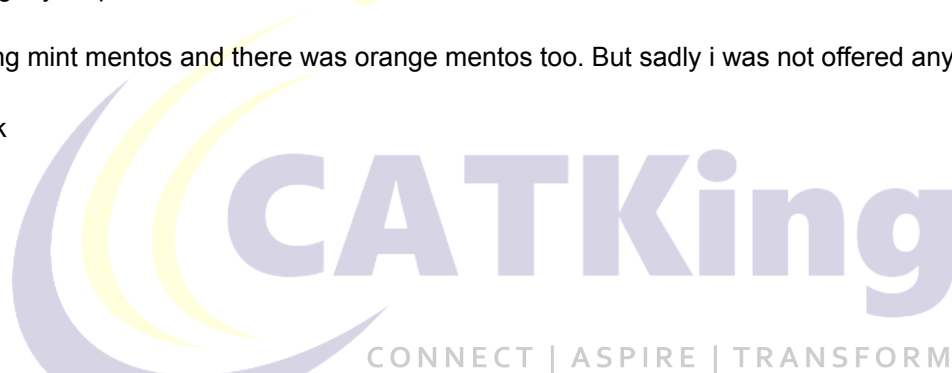 ng mint mentos and there was orange mentos too. But sadly i was not offered any
k
CATKing
CONNECT | ASPIRE | TRANSFORM